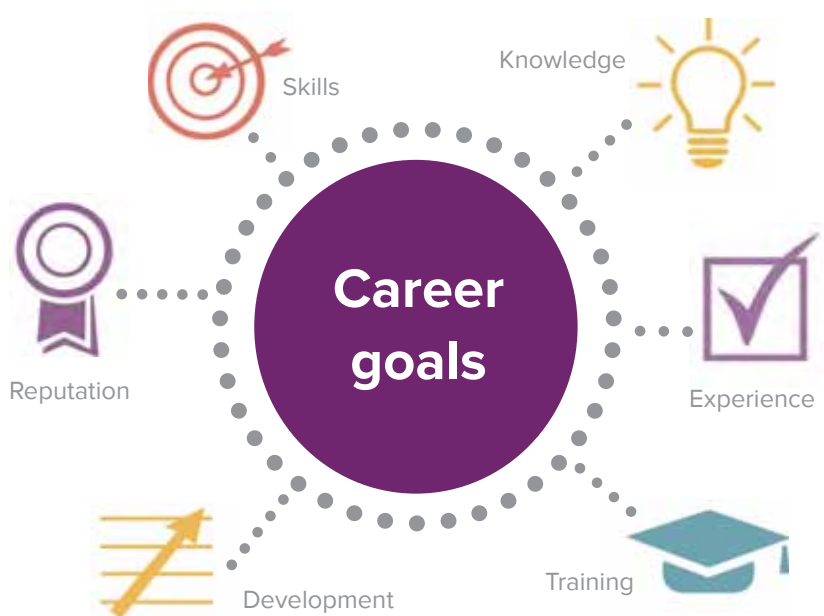 Knowledge
Skills
Career
goals
Reputation
Experience
Training
Development